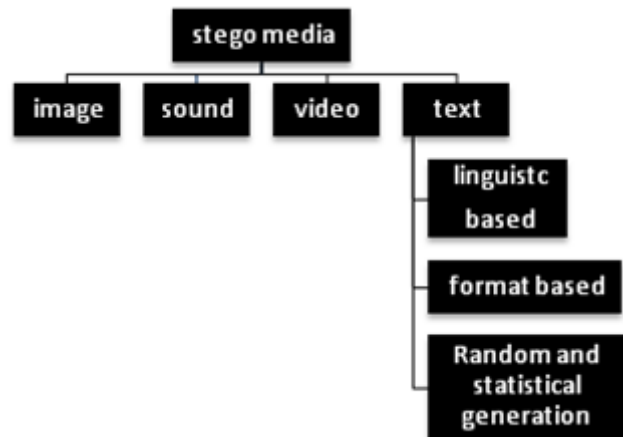 stego media
image
sound
video
text
linguistc
based
format based
Random and
statistical
generation